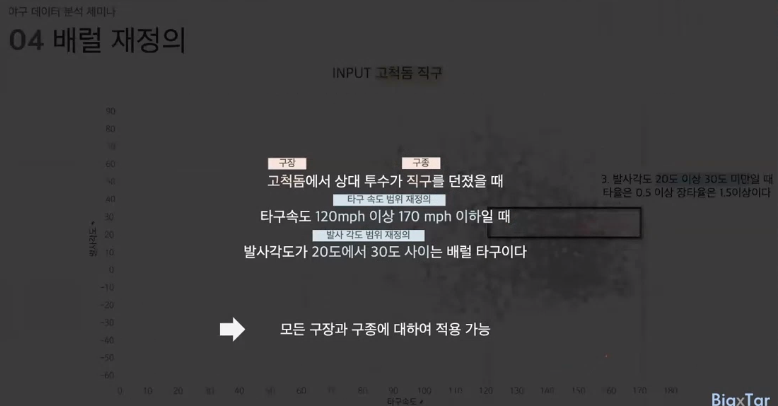 야구 데이터 분석 세미나
04 배럴 재정의
INPUT 고척돔 직구
구장 구종
고척돔에서 상대 투수가 직구를 던졌을 때
타구 속도 범위 재정의
타구속도 120mph 이상 170 mph 이하일 때
발사 각도 범위 재정의
발사각도가 20도에서 30도 사이는 배럴 타구이다
모든 구장과 구종에 대하여 적용 가능
3. 발사각도 20도 이상 30도 미만일 때
타율은 0.5 이상 장타율은 1.5이상이다
90
80
70
60
50
40
30
20
10
0
-10
-20
-30
-40
-50
-60
발사각도
0 10 20 30 40 50 60 70 80 90 100 110 120 130 140 150 160 170 180
타구속도
BigxTar